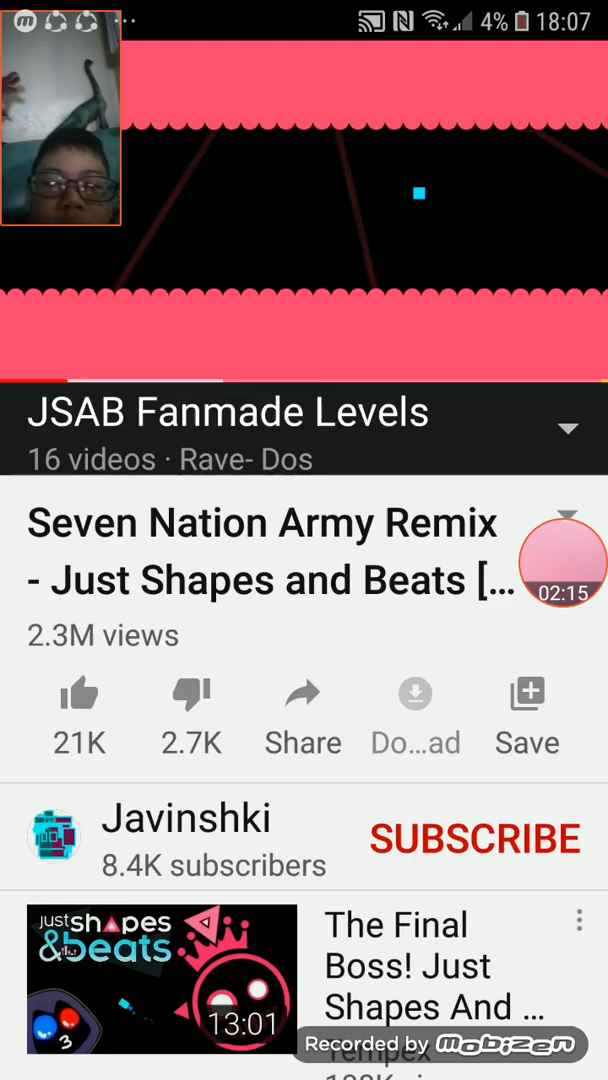 4% 18:07
JSAB Fanmade Levels
16 videos · Rave- Dos
Seven Nation Army Remix
- Just Shapes and Beats [...
02:15
2.3M views
21K 2.7K Share Do...ad Save
Javinshki
8.4K subscribers
SUBSCRIBE
just shapes
&beats
3
13:01
The Final
Boss! Just
Shapes And ...
Recorded by mobizen